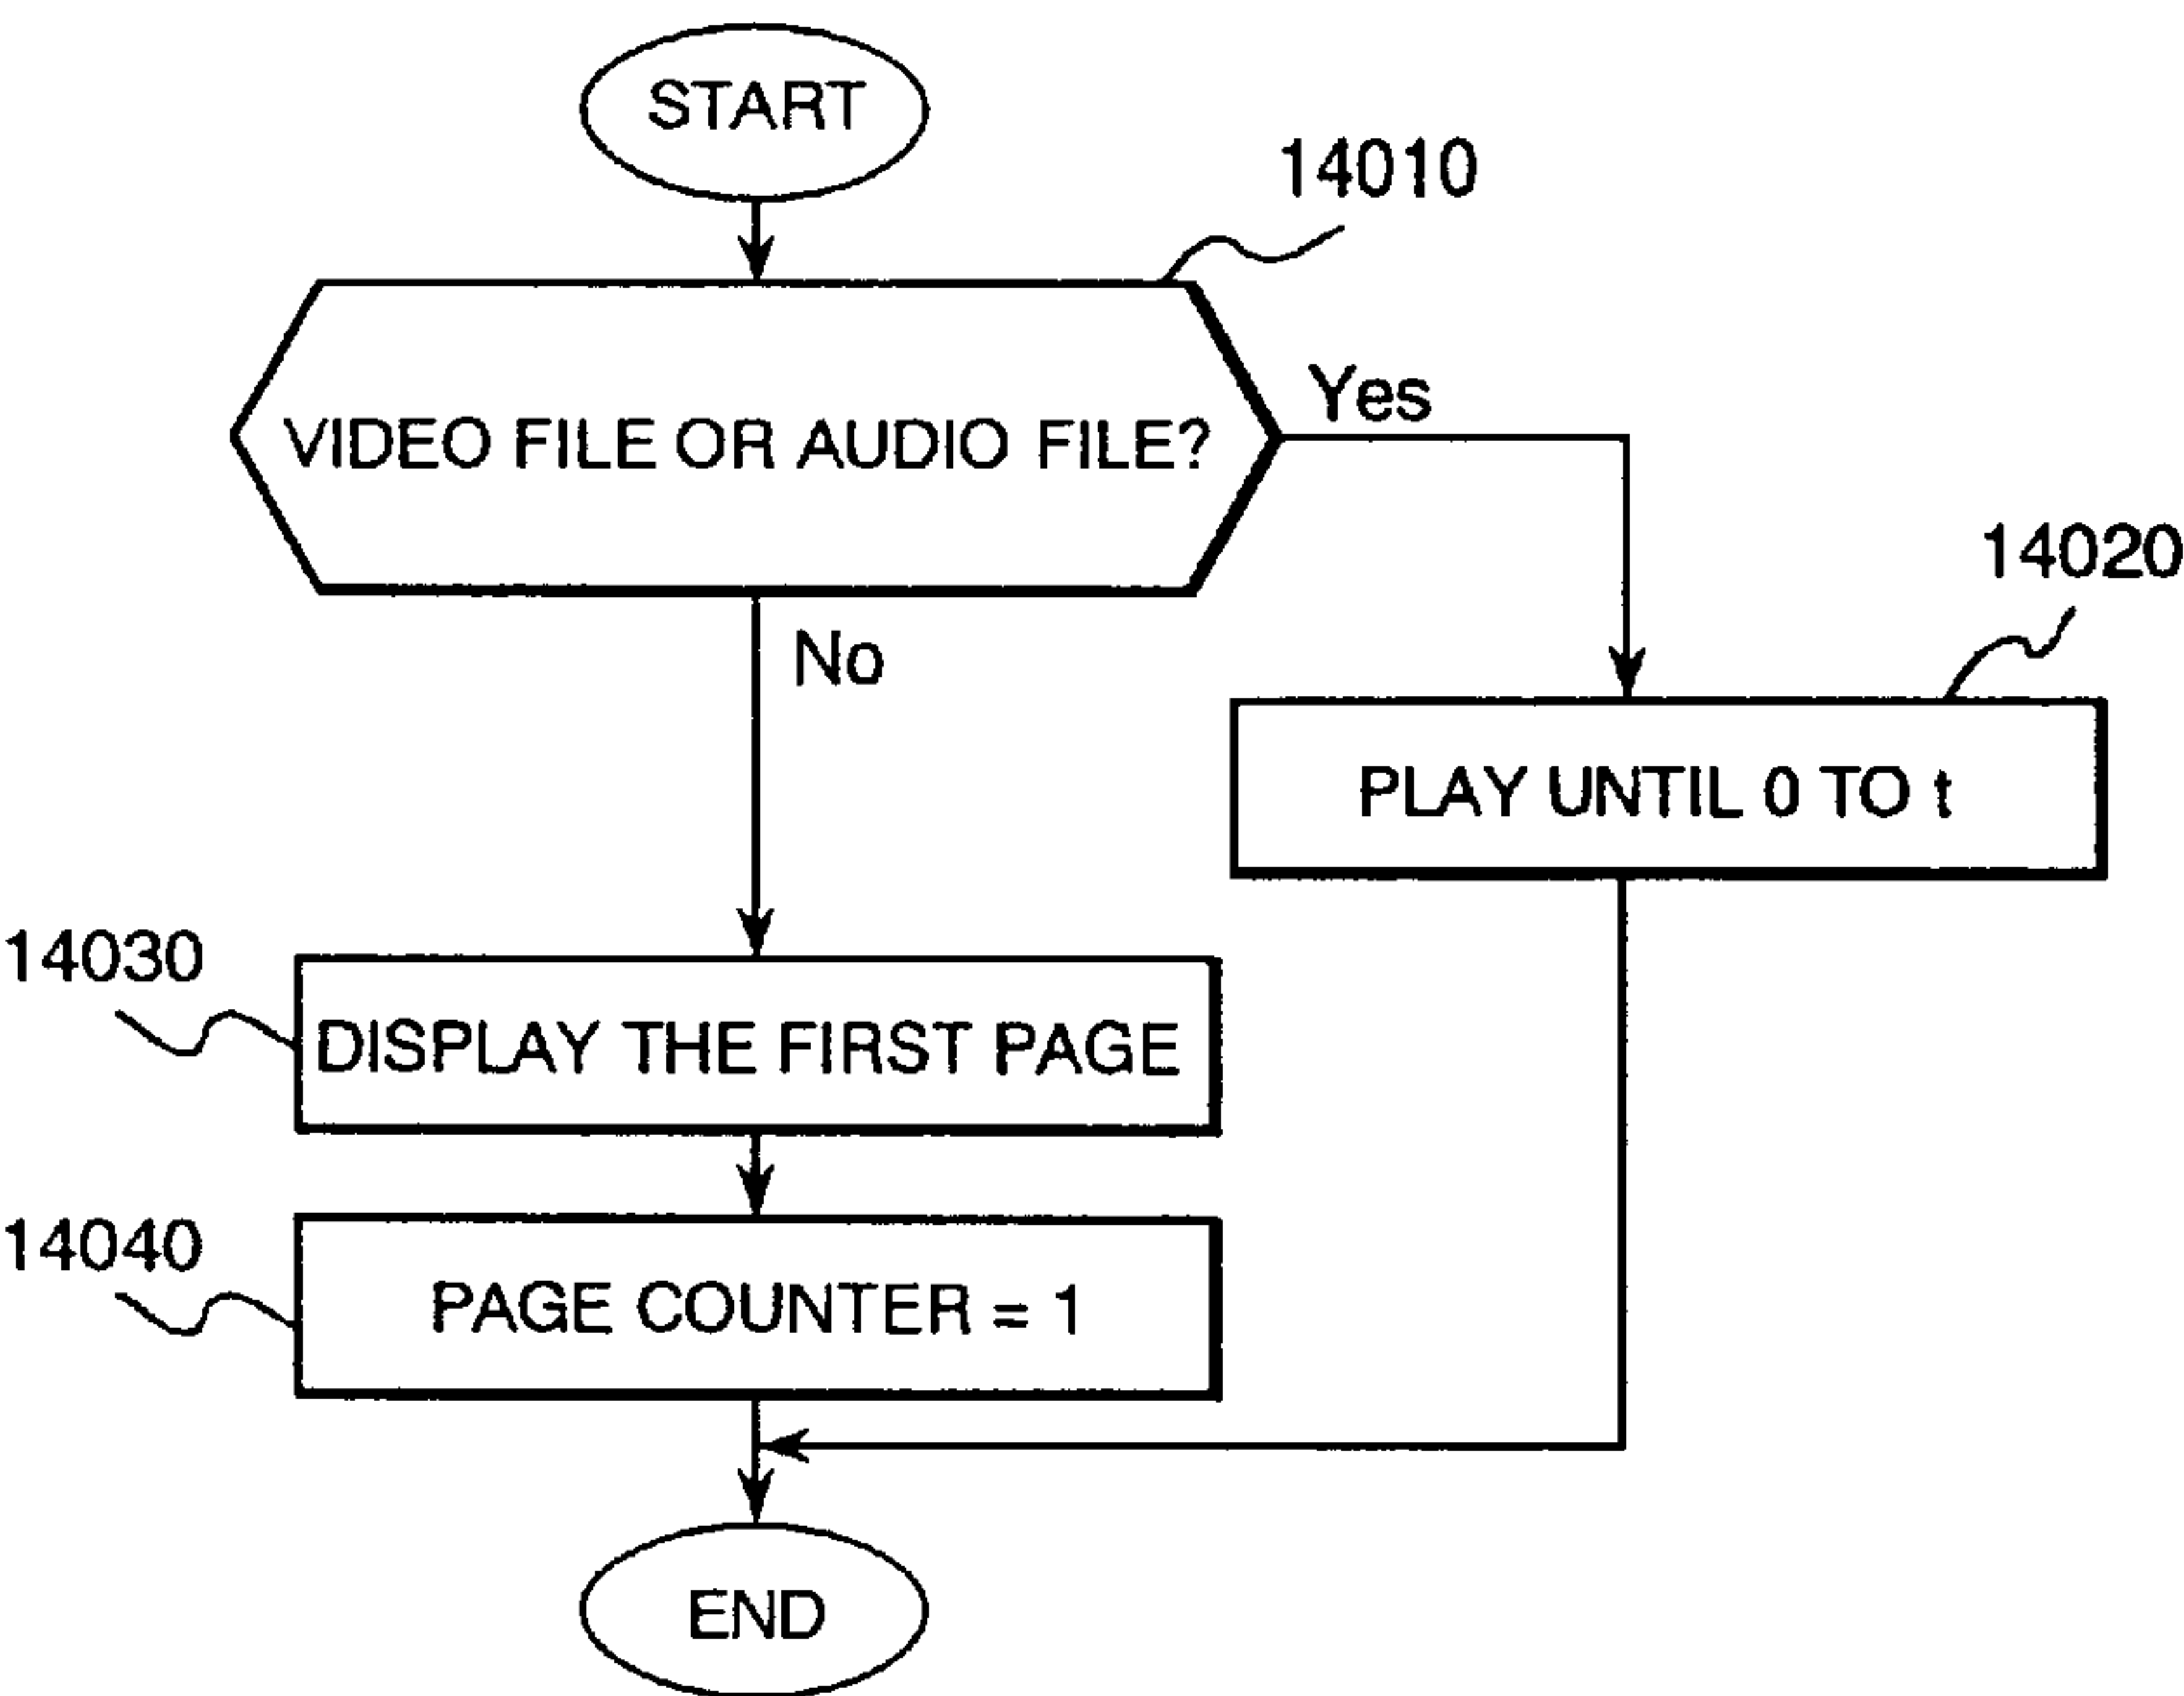 START
14010
VIDEO FILE OR AUDIO FILE?
Yes
No
14020
PLAY UNTIL 0 TO t
14030
DISPLAY THE FIRST PAGE
14040
PAGE COUNTER = 1
END